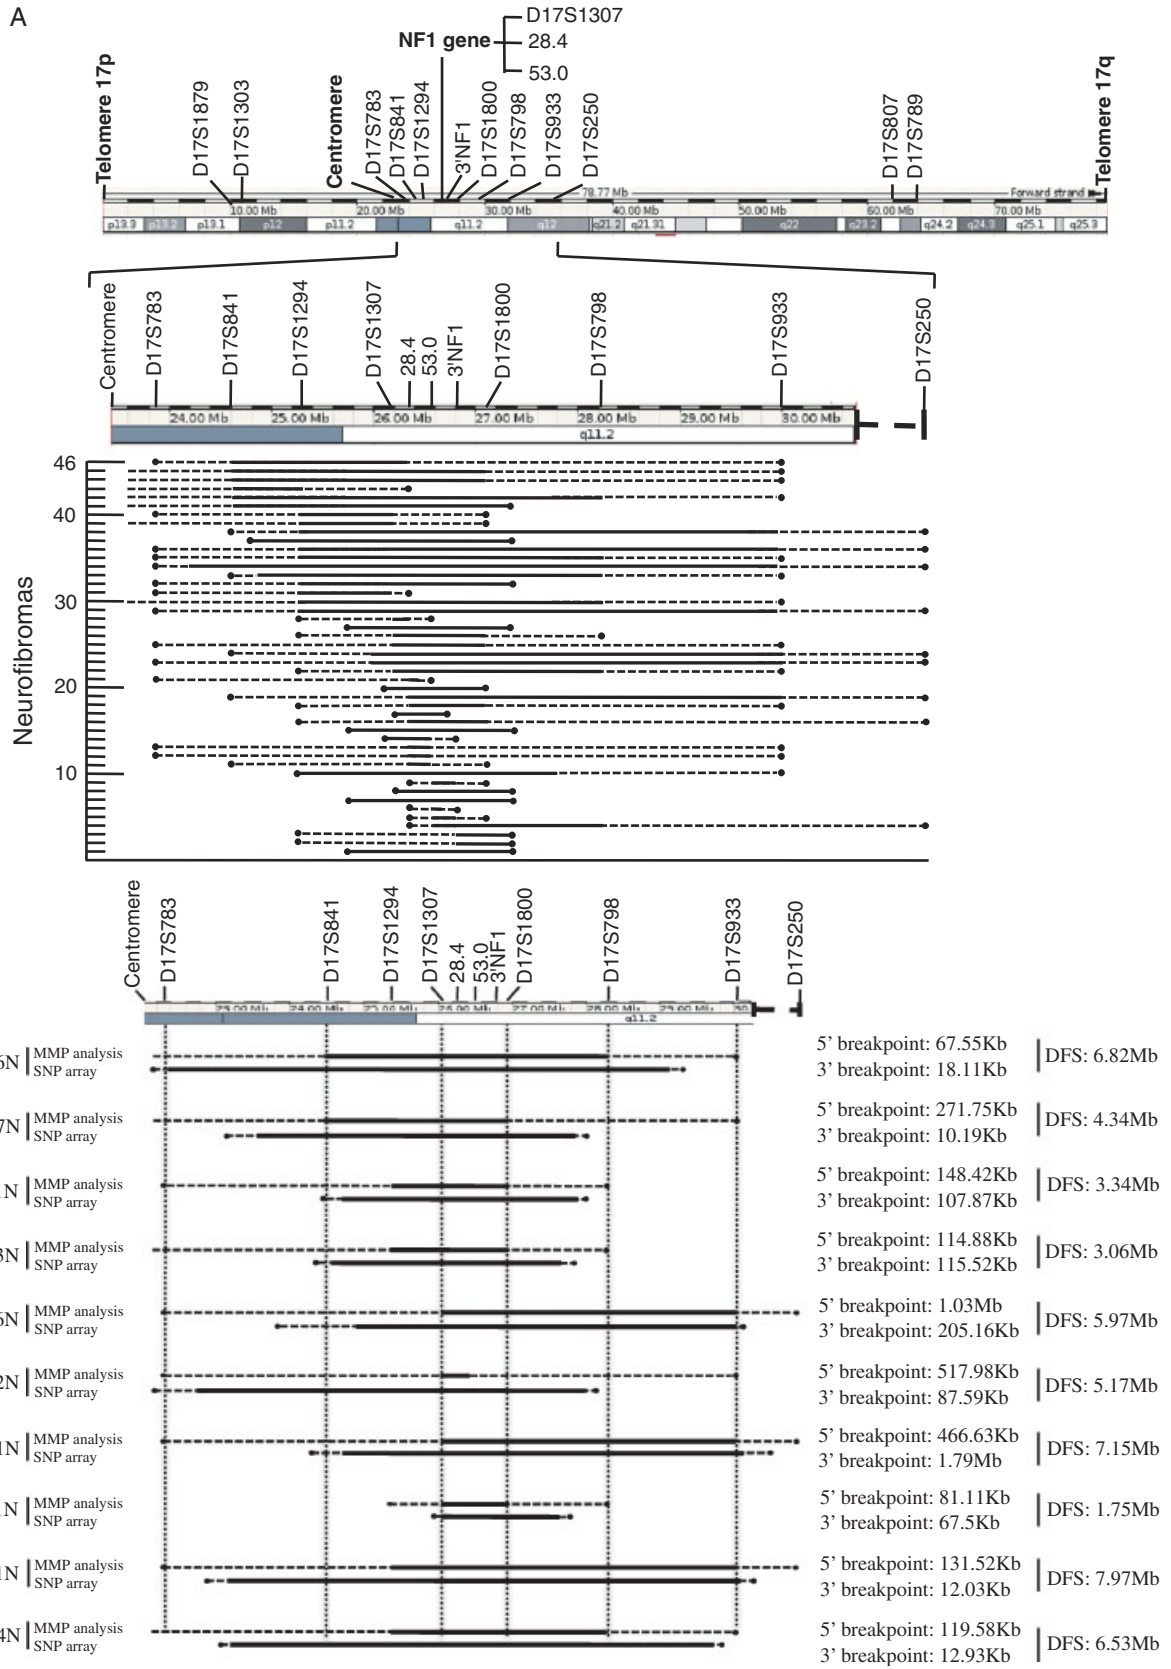 A
D17S1307
NF1 gene
28.4
53.0
Telomere 17p
D17S1879
D17S1303
Centromere
D17S783
D17S841
D17S1294
3'NF1
D17S1800
D17S798
D17S933
D17S250
D17S807
D17S789
Telomere 17q
78.77 Mb
Forward strand
10.00 Mb 20.00 Mb 30.00 Mb 40.00 Mb 50.00 Mb 60.00 Mb 70.00 Mb
p13.3 p13.2 p13.1 p12 p11.2 q11.2 q12 q21.2 q21.31 q22 q23.2 q24.2 q24.3 q25.1 q25.3
Centromere
D17S783
D17S841
D17S1294
D17S1307
28.4
53.0
3'NF1
D17S1800
D17S798
D17S933
D17S250
24.00 Mb 25.00 Mb 26.00 Mb 27.00 Mb 28.00 Mb 29.00 Mb 30.00 Mb
q11.2
Neurofibromas
46
40
30
20
10
Centromere
D17S783
D17S841
D17S1294
D17S1307
28.4
53.0
3'NF1
D17S1800
D17S798
D17S933
D17S250
q11.2
6N MMP analysis
SNP array
5' breakpoint: 67.55Kb
3' breakpoint: 18.11Kb
DFS: 6.82Mb
7N MMP analysis
SNP array
5' breakpoint: 271.75Kb
3' breakpoint: 10.19Kb
DFS: 4.34Mb
N MMP analysis
SNP array
5' breakpoint: 148.42Kb
3' breakpoint: 107.87Kb
DFS: 3.34Mb
3N MMP analysis
SNP array
5' breakpoint: 114.88Kb
3' breakpoint: 115.52Kb
DFS: 3.06Mb
6N MMP analysis
SNP array
5' breakpoint: 1.03Mb
3' breakpoint: 205.16Kb
DFS: 5.97Mb
2N MMP analysis
SNP array
5' breakpoint: 517.98Kb
3' breakpoint: 87.59Kb
DFS: 5.17Mb
1N MMP analysis
SNP array
5' breakpoint: 466.63Kb
3' breakpoint: 1.79Mb
DFS: 7.15Mb
1N MMP analysis
SNP array
5' breakpoint: 81.11Kb
3' breakpoint: 67.5Kb
DFS: 1.75Mb
1N MMP analysis
SNP array
5' breakpoint: 131.52Kb
3' breakpoint: 12.03Kb
DFS: 7.97Mb
4N MMP analysis
SNP array
5' breakpoint: 119.58Kb
3' breakpoint: 12.93Kb
DFS: 6.53Mb